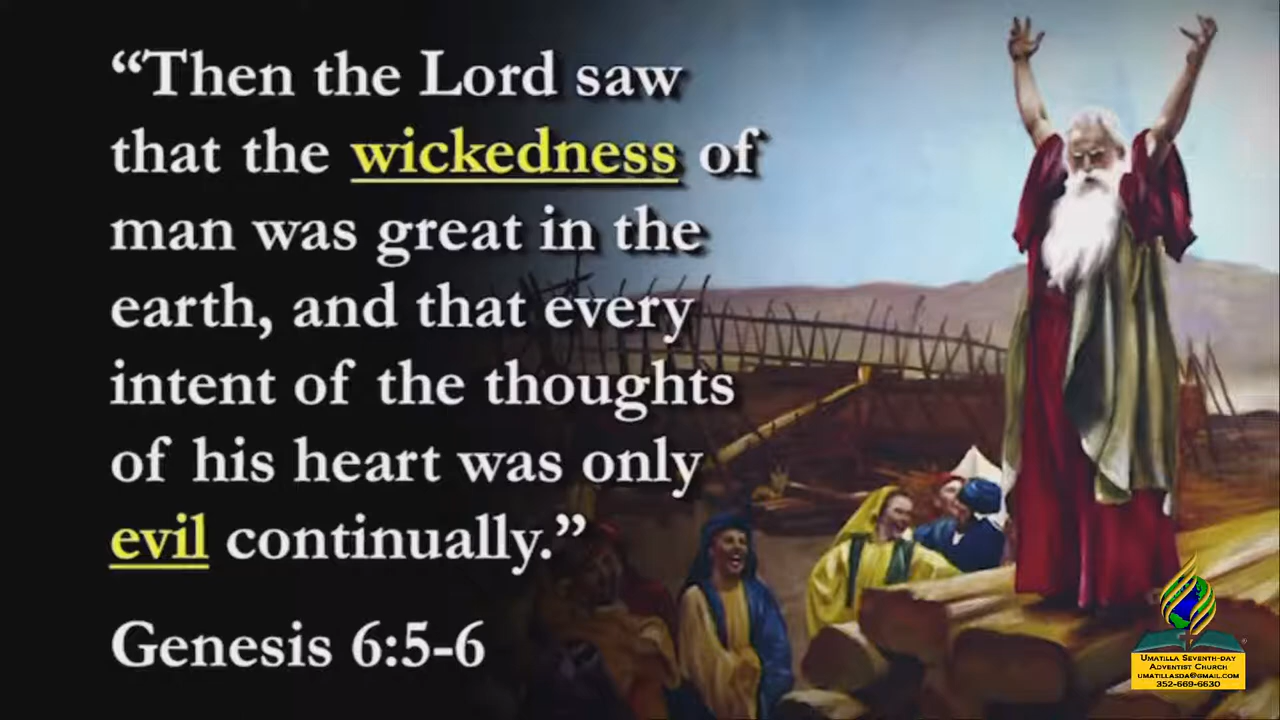 “Then the Lord saw
that the wickedness of
man was great in the
earth, and that every
intent of the thoughts
of his heart was only
evil continually.”
Genesis 6:5-6
Umatilla Seventh-day
Adventist Church
umatillasda@gmail.com
352-669-6630